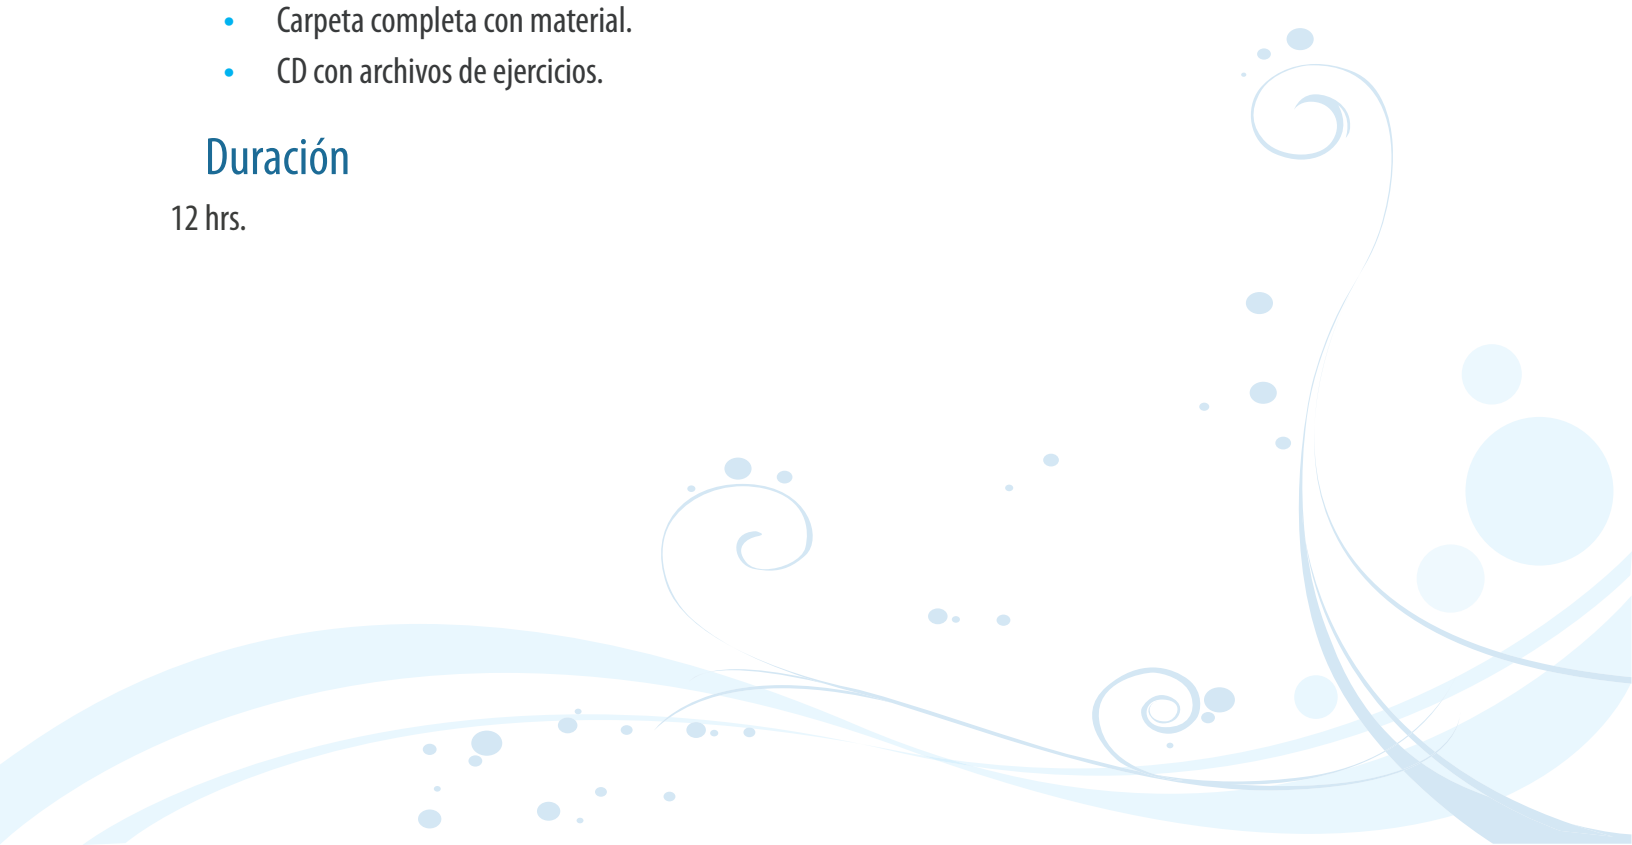 • Carpeta completa con material.
• CD con archivos de ejercicios.
Duración
12 hrs.